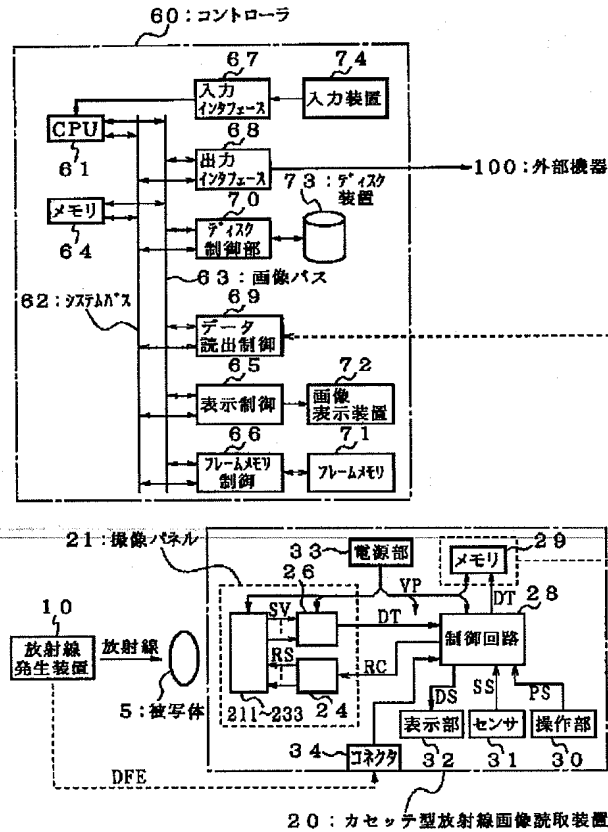 60：コントローラ
67
74
入力
インタフェース
入力装置
CPU
61
68
出力
インタフェース
100：外部機器
73：ディスク
装置
メモリ
64
70
ディスク
制御部
63：画像バス
62：システムバス
69
データ
読出制御
65
72
表示制御
画像
表示装置
66
71
フレームメモリ
制御
フレームメモリ
21：撮像パネル
33
電源部
メモリ
29
26
VP
DT
28
10
放射線
発生装置
放射線
SV
DT
制御回路
RS
RC
5：被写体
211~233
24
DS
SS
PS
34
コネクタ
表示部
センサ
操作部
32
31
30
DFE
20：カセッテ型放射線画像読取装置